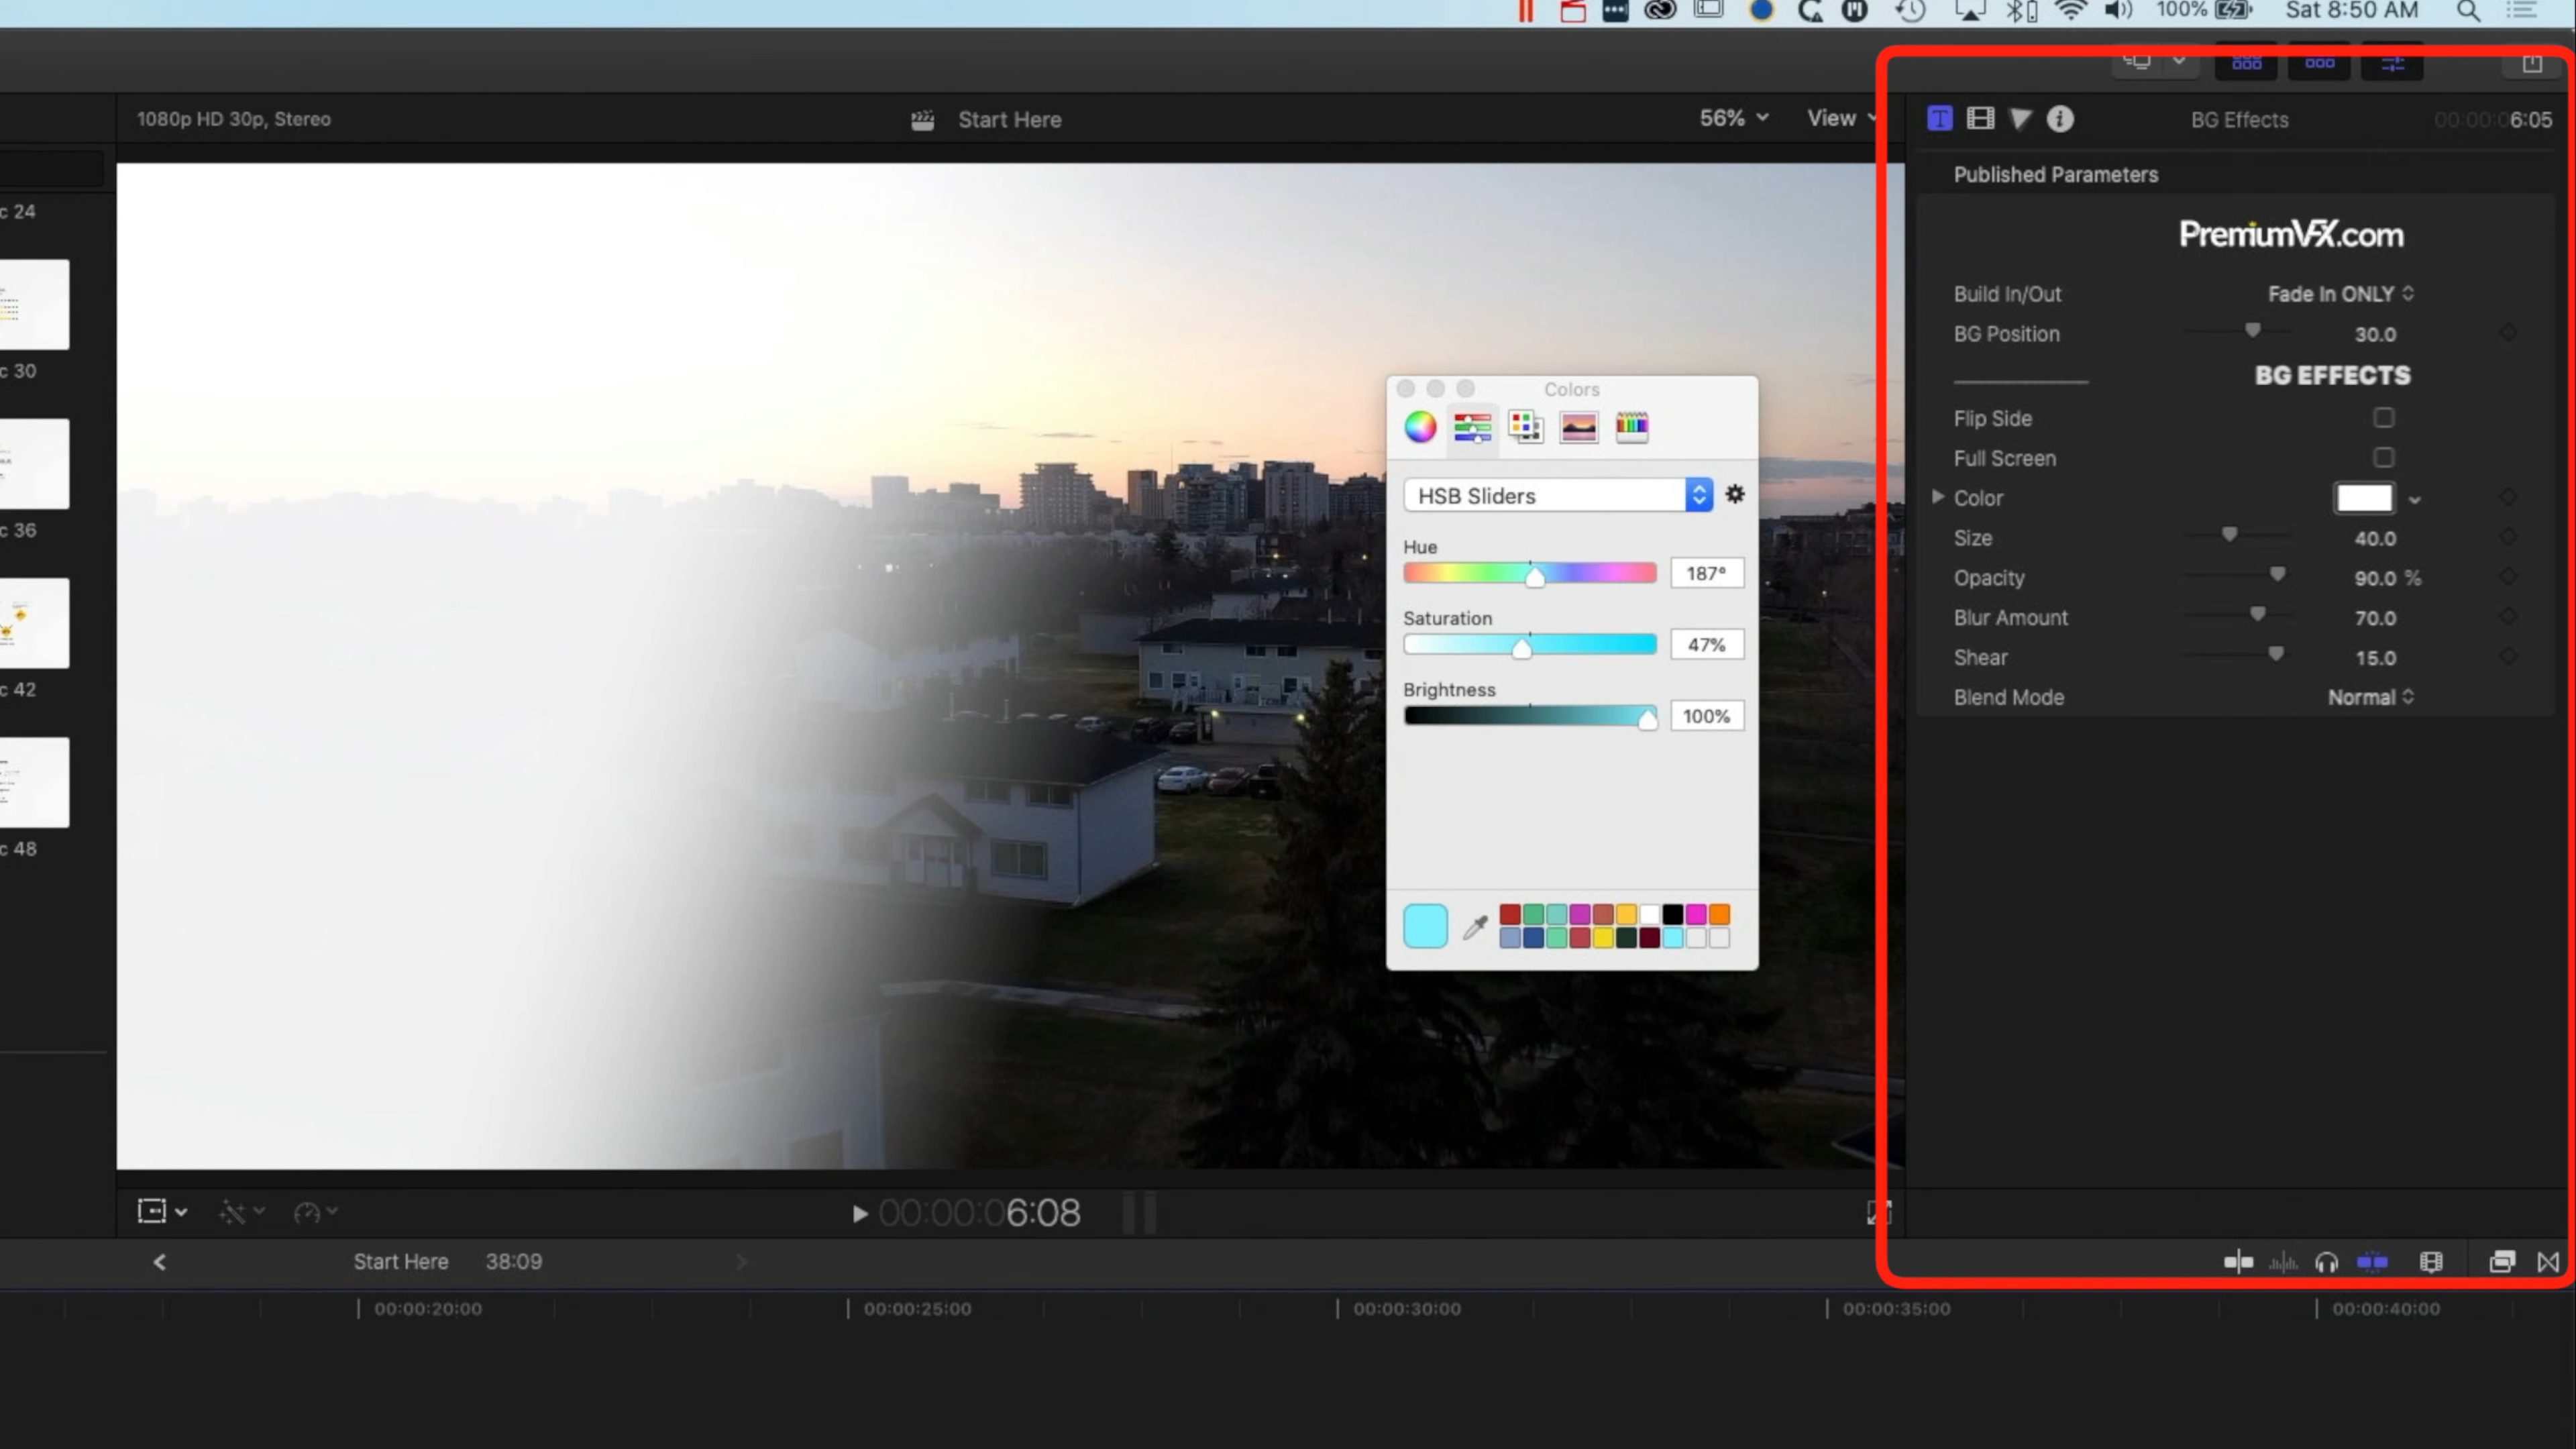 100% Sat 8:50 AM
1080p HD 30p, Stereo
Start Here
56% View
T
BG Effects
00:00:06:05
Published Parameters
PremiumVFX.com
Build In/Out Fade In ONLY
BG Position 30.0
BG EFFECTS
Flip Side
Full Screen
Color
Size 40.0
Opacity 90.0 %
Blur Amount 70.0
Shear 15.0
Blend Mode Normal
c 24
c 30
c 36
c 42
c 48
Colors
HSB Sliders
Hue
187°
Saturation
47%
Brightness
100%
00:00:06:08
Start Here 38:09
00:00:20:00 00:00:25:00 00:00:30:00 00:00:35:00 00:00:40:00